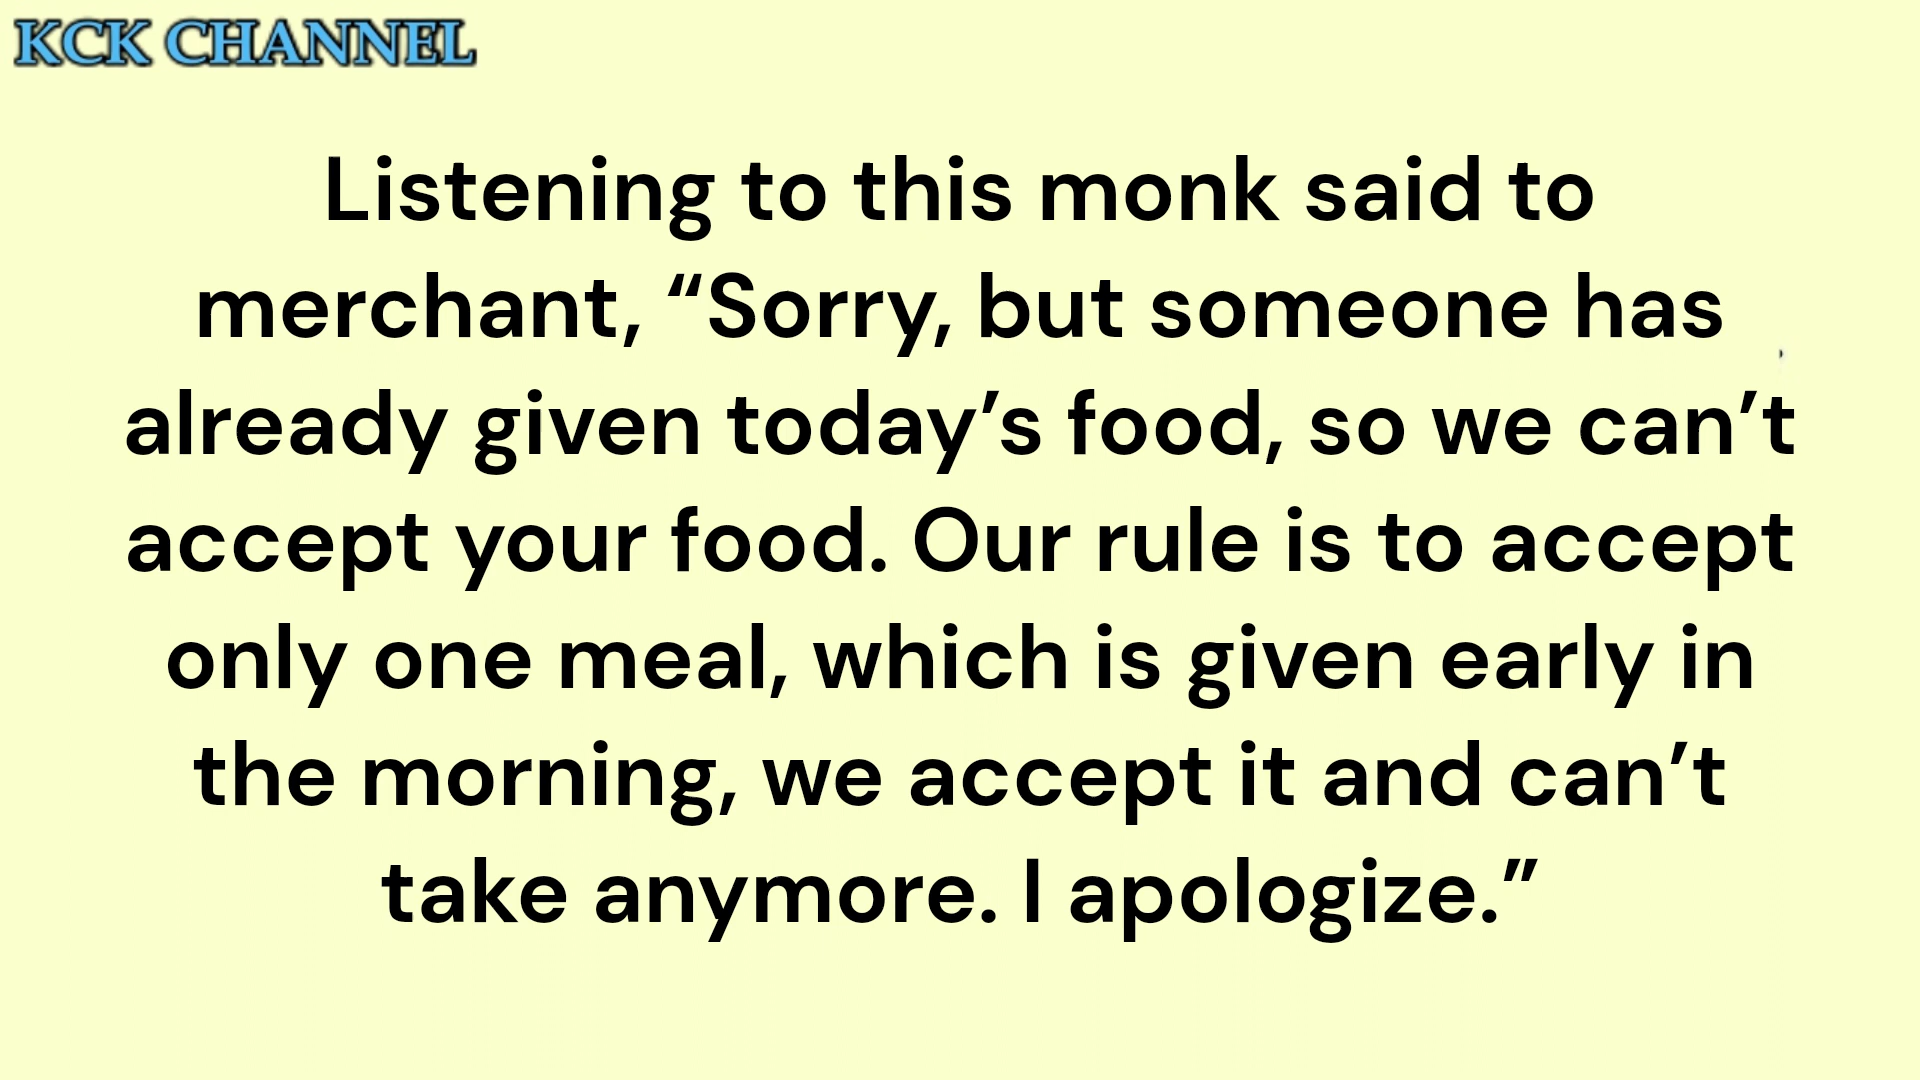 KCK CHANNEL
Listening to this monk said to
merchant, “Sorry, but someone has
already given today’s food, so we can’t
accept your food. Our rule is to accept
only one meal, which is given early in
the morning, we accept it and can’t
take anymore. I apologize.”